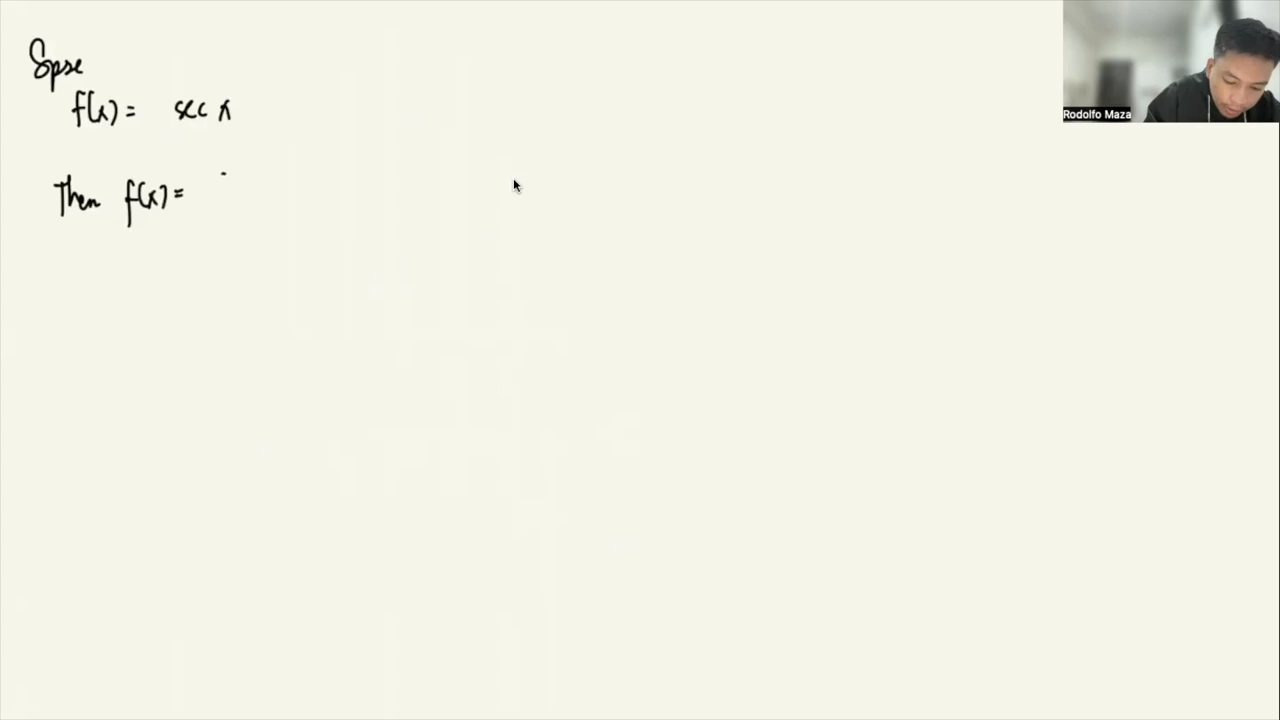 Spse
f(x) = sec x
Then f(x) =
Rodolfo Maza